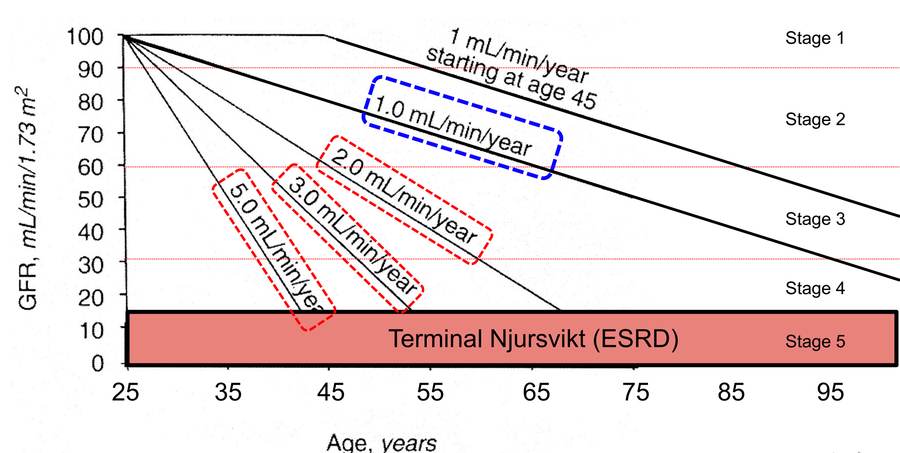 GFR, mL/min/1.73 m²
100
90
80
70
60
50
40
30
20
10
0
1 mL/min/year
starting at age 45
1.0 mL/min/year
2.0 mL/min/year
3.0 mL/min/year
5.0 mL/min/year
Stage 1
Stage 2
Stage 3
Stage 4
Terminal Njursvikt (ESRD)
Stage 5
25 35 45 55 65 75 85 95
Age, years